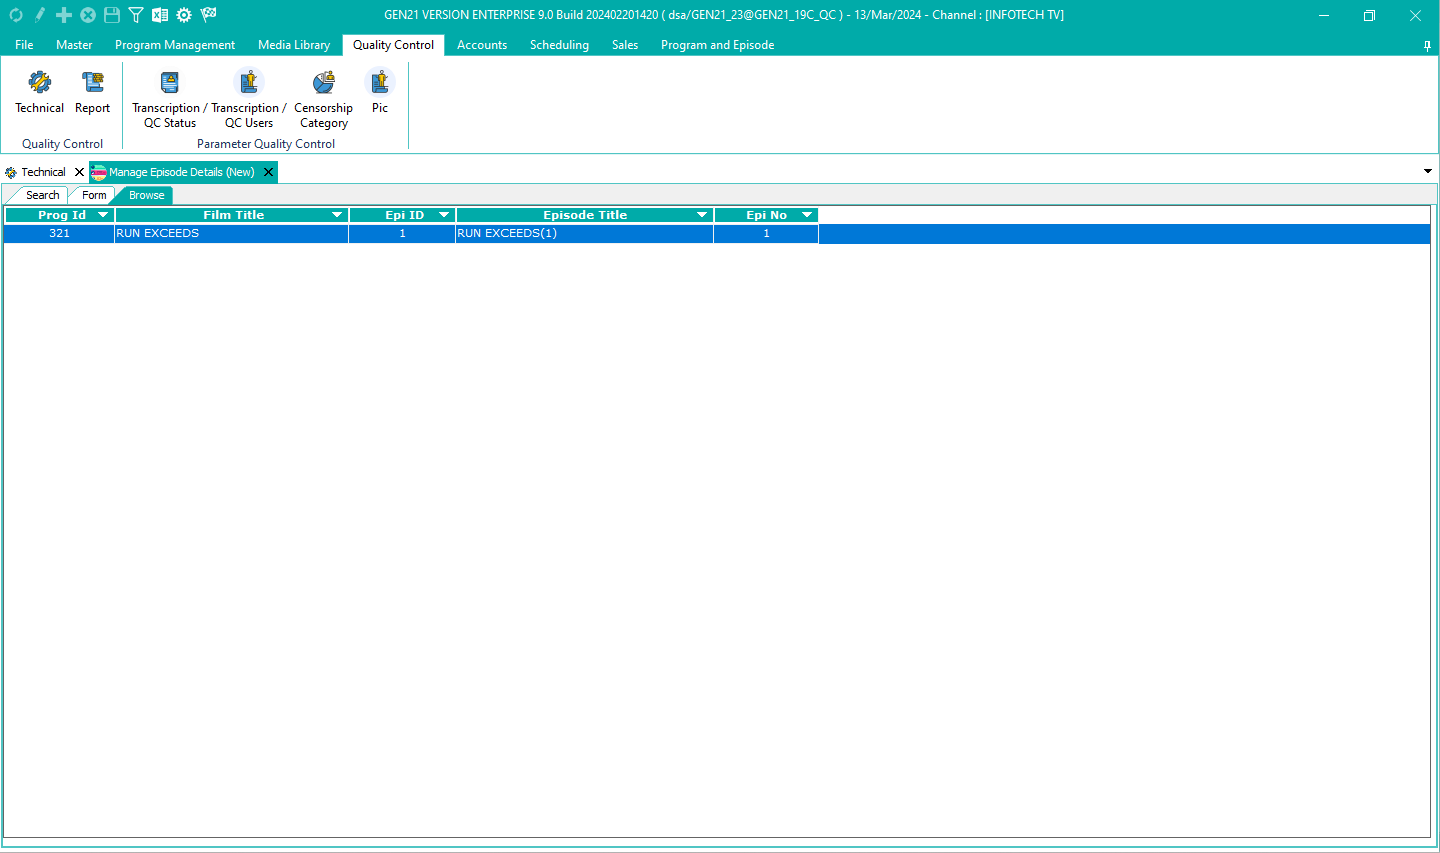 GEN21 VERSION ENTERPRISE 9.0 Build 202402201420 ( dsa/GEN21_23@GEN21_19C_QC ) - 13/Mar/2024 - Channel : [INFOTECH TV]
File Master Program Management Media Library Quality Control Accounts Scheduling Sales Program and Episode
Technical Report Transcription / QC Status Transcription / QC Users Censorship Category Pic
Quality Control Parameter Quality Control
Technical Manage Episode Details (New)
Search Form Browse
Prog Id Film Title Epi ID Episode Title Epi No
321 RUN EXCEEDS 1 RUN EXCEEDS(1) 1